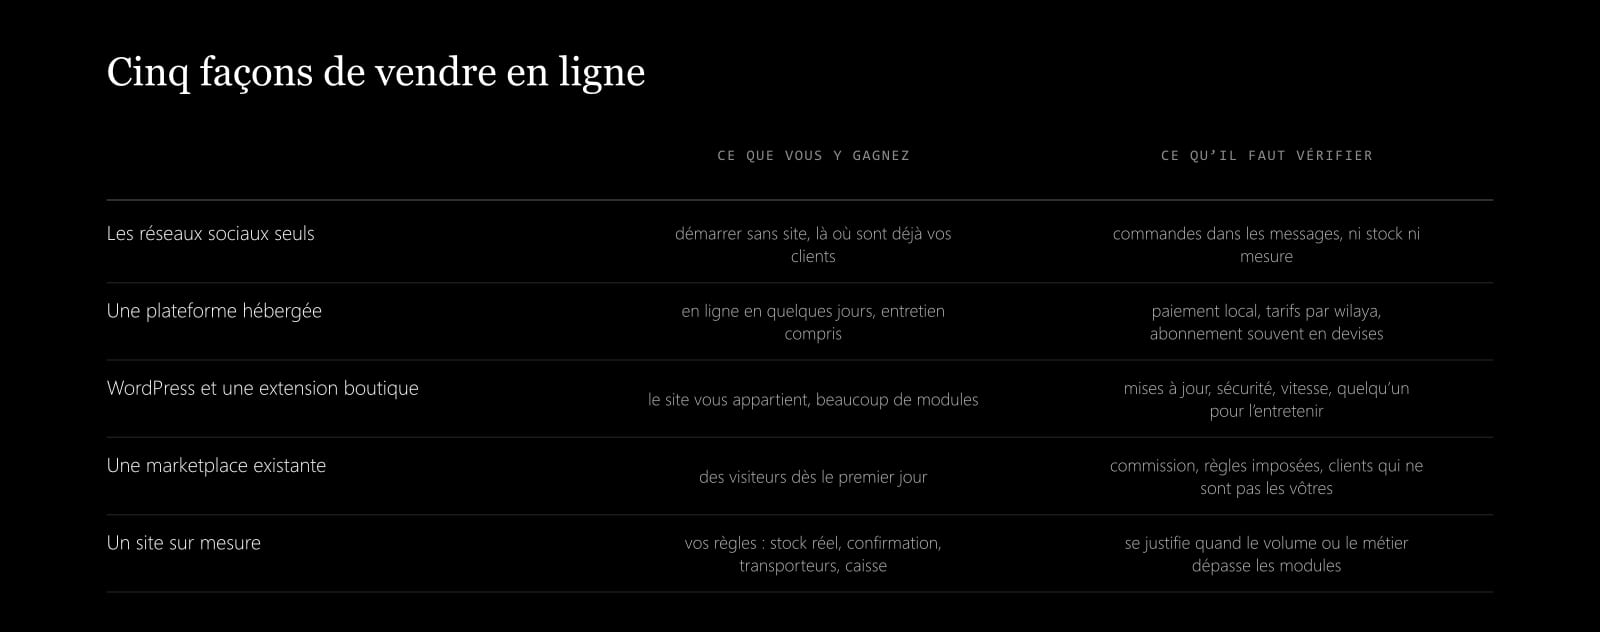 Cinq façons de vendre en ligne
CE QUE VOUS Y GAGNEZ
CE QU’IL FAUT VÉRIFIER
Les réseaux sociaux seuls
démarrer sans site, là où sont déjà vos
clients
commandes dans les messages, ni stock ni
mesure
Une plateforme hébergée
en ligne en quelques jours, entretien
compris
paiement local, tarifs par wilaya,
abonnement souvent en devises
WordPress et une extension boutique
le site vous appartient, beaucoup de modules
mises à jour, sécurité, vitesse, quelqu’un
pour l’entretenir
Une marketplace existante
des visiteurs dès le premier jour
commission, règles imposées, clients qui ne
sont pas les vôtres
Un site sur mesure
vos règles : stock réel, confirmation,
transporteurs, caisse
se justifie quand le volume ou le métier
dépasse les modules